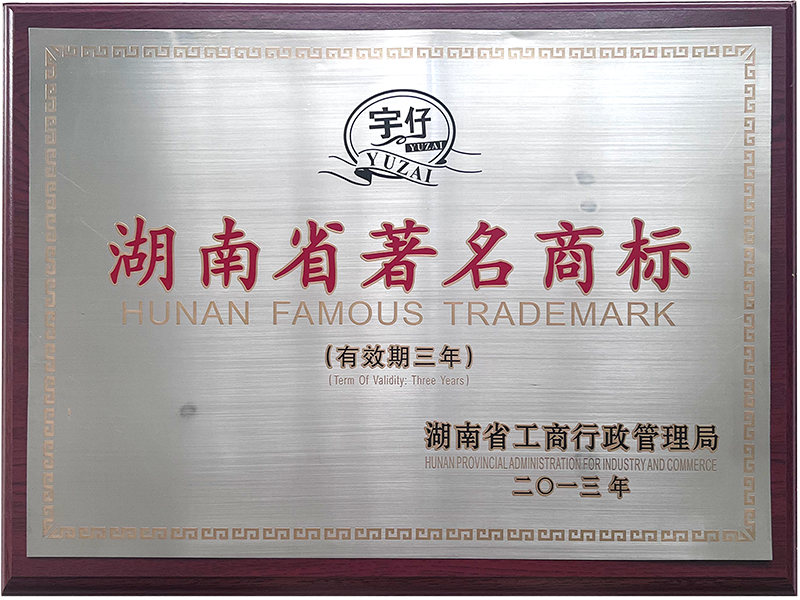 宇仔
YUZAI
YUZAI
湖南省著名商标
HUNAN FAMOUS TRADEMARK
(有效期三年)
(Term Of Validity: Three Years)
湖南省工商行政管理局
HUNAN PROVINCIAL ADMINISTRATION FOR INDUSTRY AND COMMERCE
二〇一三年